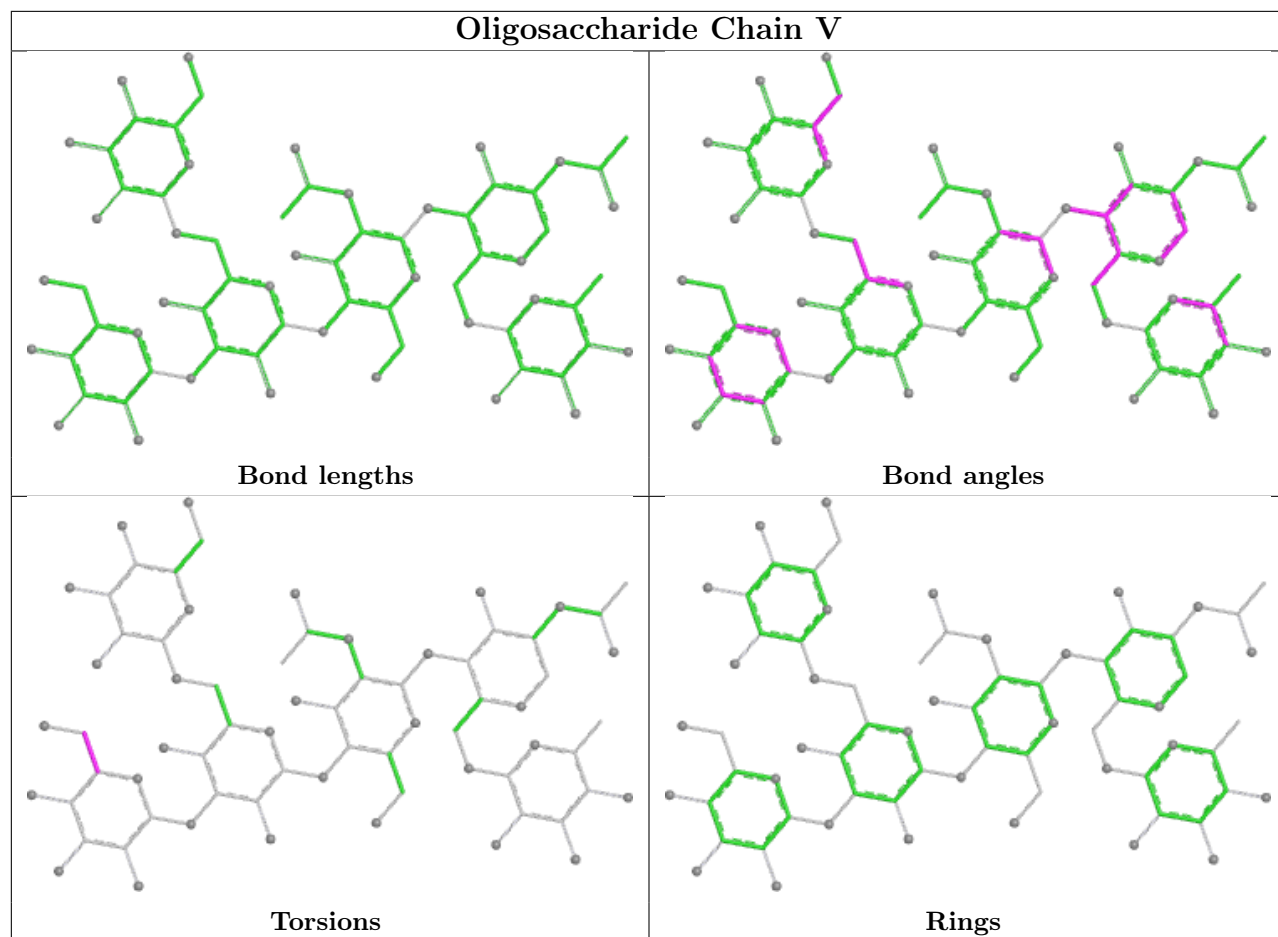 Oligosaccharide Chain V
Bond lengths
Bond angles
Torsions
Rings